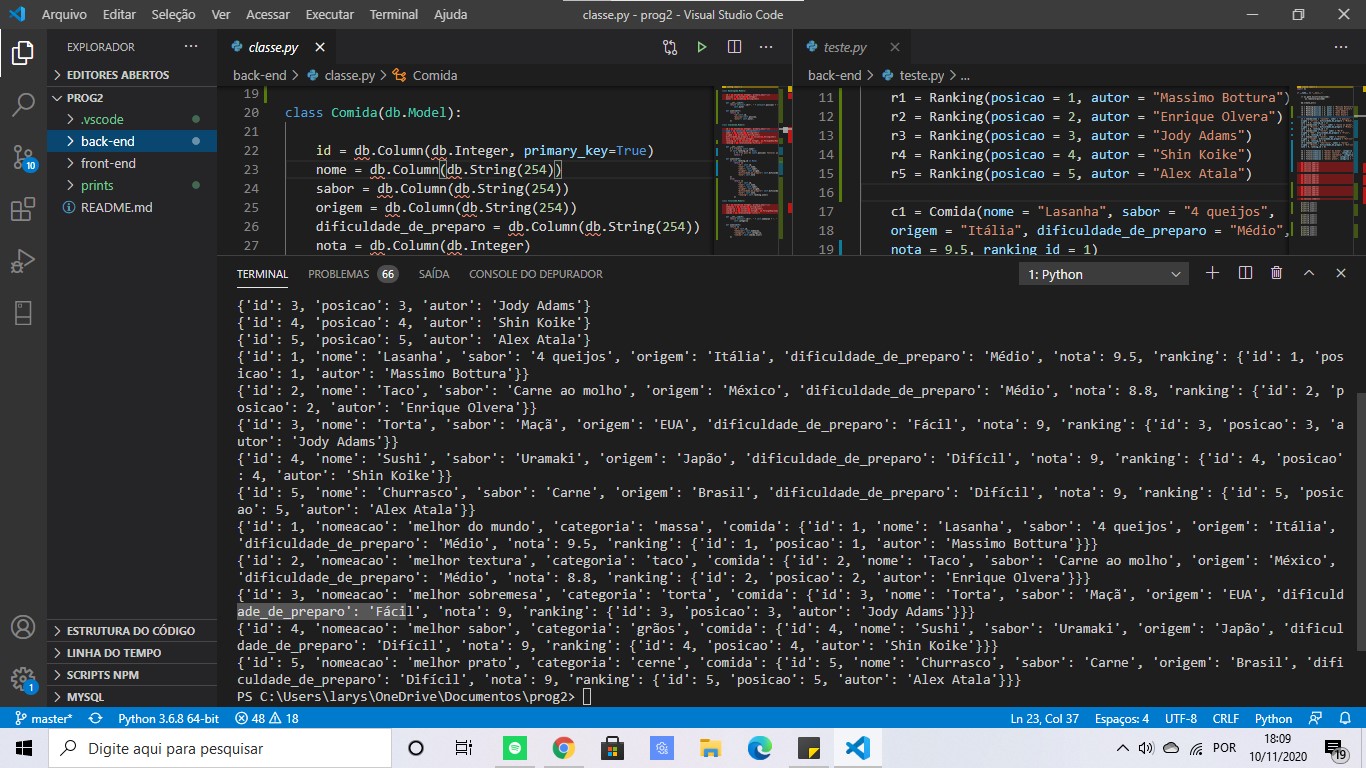 Arquivo Editar Seleção Ver Acessar Executar Terminal Ajuda classe.py - prog2 - Visual Studio Code
EXPLORADOR ···
EDITORES ABERTOS
PROG2
.vscode
back-end
front-end
prints
README.md
ESTRUTURA DO CÓDIGO
LINHA DO TEMPO
SCRIPTS NPM
MYSQL
10
1
classe.py
back-end > classe.py > Comida
19
20 class Comida(db.Model):
21
22 id = db.Column(db.Integer, primary_key=True)
23 nome = db.Column(db.String(254))
24 sabor = db.Column(db.String(254))
25 origem = db.Column(db.String(254))
26 dificuldade_de_preparo = db.Column(db.String(254))
27 nota = db.Column(db.Integer)
teste.py
back-end > teste.py > ...
11 r1 = Ranking(posicao = 1, autor = "Massimo Bottura")
12 r2 = Ranking(posicao = 2, autor = "Enrique Olvera")
13 r3 = Ranking(posicao = 3, autor = "Jody Adams")
14 r4 = Ranking(posicao = 4, autor = "Shin Koike")
15 r5 = Ranking(posicao = 5, autor = "Alex Atala")
16
17 c1 = Comida(nome = "Lasanha", sabor = "4 queijos",
18 origem = "Itália", dificuldade_de_preparo = "Médio",
19 nota = 9.5, ranking_id = 1)
TERMINAL PROBLEMAS 66 SAÍDA CONSOLE DO DEPURADOR 1: Python
{'id': 3, 'posicao': 3, 'autor': 'Jody Adams'}
{'id': 4, 'posicao': 4, 'autor': 'Shin Koike'}
{'id': 5, 'posicao': 5, 'autor': 'Alex Atala'}
{'id': 1, 'nome': 'Lasanha', 'sabor': '4 queijos', 'origem': 'Itália', 'dificuldade_de_preparo': 'Médio', 'nota': 9.5, 'ranking': {'id': 1, 'pos
icao': 1, 'autor': 'Massimo Bottura'}}
{'id': 2, 'nome': 'Taco', 'sabor': 'Carne ao molho', 'origem': 'México', 'dificuldade_de_preparo': 'Médio', 'nota': 8.8, 'ranking': {'id': 2, 'p
osicao': 2, 'autor': 'Enrique Olvera'}}
{'id': 3, 'nome': 'Torta', 'sabor': 'Maçã', 'origem': 'EUA', 'dificuldade_de_preparo': 'Fácil', 'nota': 9, 'ranking': {'id': 3, 'posicao': 3, 'a
utor': 'Jody Adams'}}
{'id': 4, 'nome': 'Sushi', 'sabor': 'Uramaki', 'origem': 'Japão', 'dificuldade_de_preparo': 'Difícil', 'nota': 9, 'ranking': {'id': 4, 'posicao'
: 4, 'autor': 'Shin Koike'}}
{'id': 5, 'nome': 'Churrasco', 'sabor': 'Carne', 'origem': 'Brasil', 'dificuldade_de_preparo': 'Difícil', 'nota': 9, 'ranking': {'id': 5, 'posic
ao': 5, 'autor': 'Alex Atala'}}
{'id': 1, 'nomeacao': 'melhor do mundo', 'categoria': 'massa', 'comida': {'id': 1, 'nome': 'Lasanha', 'sabor': '4 queijos', 'origem': 'Itália',
'dificuldade_de_preparo': 'Médio', 'nota': 9.5, 'ranking': {'id': 1, 'posicao': 1, 'autor': 'Massimo Bottura'}}}
{'id': 2, 'nomeacao': 'melhor textura', 'categoria': 'taco', 'comida': {'id': 2, 'nome': 'Taco', 'sabor': 'Carne ao molho', 'origem': 'México',
'dificuldade_de_preparo': 'Médio', 'nota': 8.8, 'ranking': {'id': 2, 'posicao': 2, 'autor': 'Enrique Olvera'}}}
{'id': 3, 'nomeacao': 'melhor sobremesa', 'categoria': 'torta', 'comida': {'id': 3, 'nome': 'Torta', 'sabor': 'Maçã', 'origem': 'EUA', 'dificuld
ade_de_preparo': 'Fácil', 'nota': 9, 'ranking': {'id': 3, 'posicao': 3, 'autor': 'Jody Adams'}}}
{'id': 4, 'nomeacao': 'melhor sabor', 'categoria': 'grãos', 'comida': {'id': 4, 'nome': 'Sushi', 'sabor': 'Uramaki', 'origem': 'Japão', 'dificul
dade_de_preparo': 'Difícil', 'nota': 9, 'ranking': {'id': 4, 'posicao': 4, 'autor': 'Shin Koike'}}}
{'id': 5, 'nomeacao': 'melhor prato', 'categoria': 'cerne', 'comida': {'id': 5, 'nome': 'Churrasco', 'sabor': 'Carne', 'origem': 'Brasil', 'difi
culdade_de_preparo': 'Difícil', 'nota': 9, 'ranking': {'id': 5, 'posicao': 5, 'autor': 'Alex Atala'}}}
PS C:\Users\larys\OneDrive\Documentos\prog2>
master* Python 3.6.8 64-bit 48 18 Ln 23, Col 37 Espaços: 4 UTF-8 CRLF Python
Digite aqui para pesquisar POR 18:09
10/11/2020 19